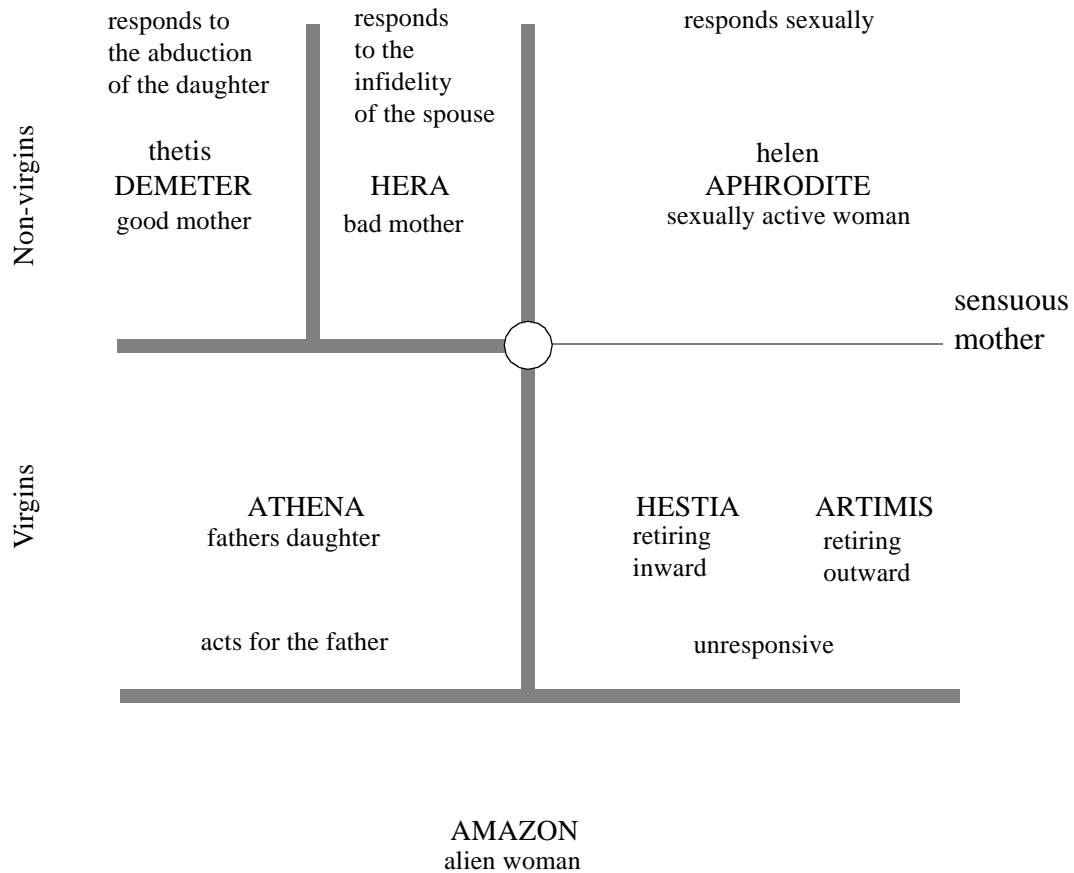 responds to
the abduction
of the daughter
responds
to the
infidelity
of the spouse
responds sexually
Non-virgins
thetis
DEMETER
good mother
HERA
bad mother
helen
APHRODITE
sexually active woman
sensuous
mother
Virgins
ATHENA
fathers daughter
HESTIA
retiring
inward
ARTIMIS
retiring
outward
acts for the father
unresponsive
AMAZON
alien woman